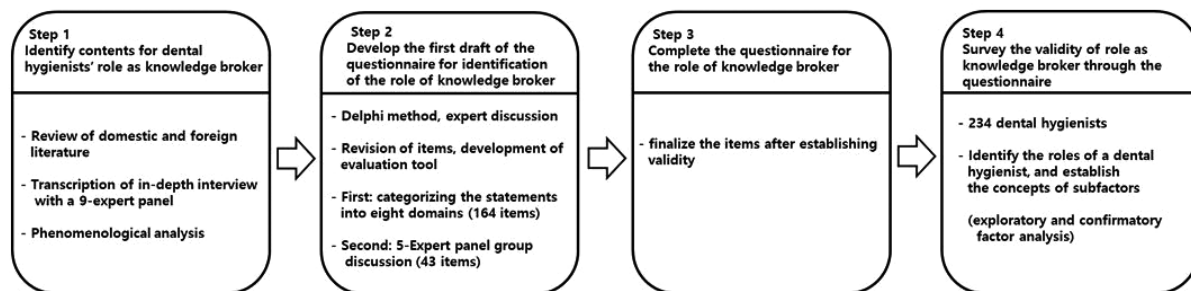 Step 1
Identify contents for dental
hygienists' role as knowledge broker
- Review of domestic and foreign
literature
- Transcription of in-depth interview
with a 9-expert panel
- Phenomenological analysis
Step 2
Develop the first draft of the
questionnaire for identification
of the role of knowledge broker
- Delphi method, expert discussion
- Revision of items, development of
evaluation tool
- First: categorizing the statements
into eight domains (164 items)
- Second: 5-Expert panel group
discussion (43 items)
Step 3
Complete the questionnaire for
the role of knowledge broker
- finalize the items after establishing
validity
Step 4
Survey the validity of role as
knowledge broker through the
questionnaire
- 234 dental hygienists
- Identify the roles of a dental
hygienist, and establish
the concepts of subfactors
(exploratory and confirmatory
factor analysis)